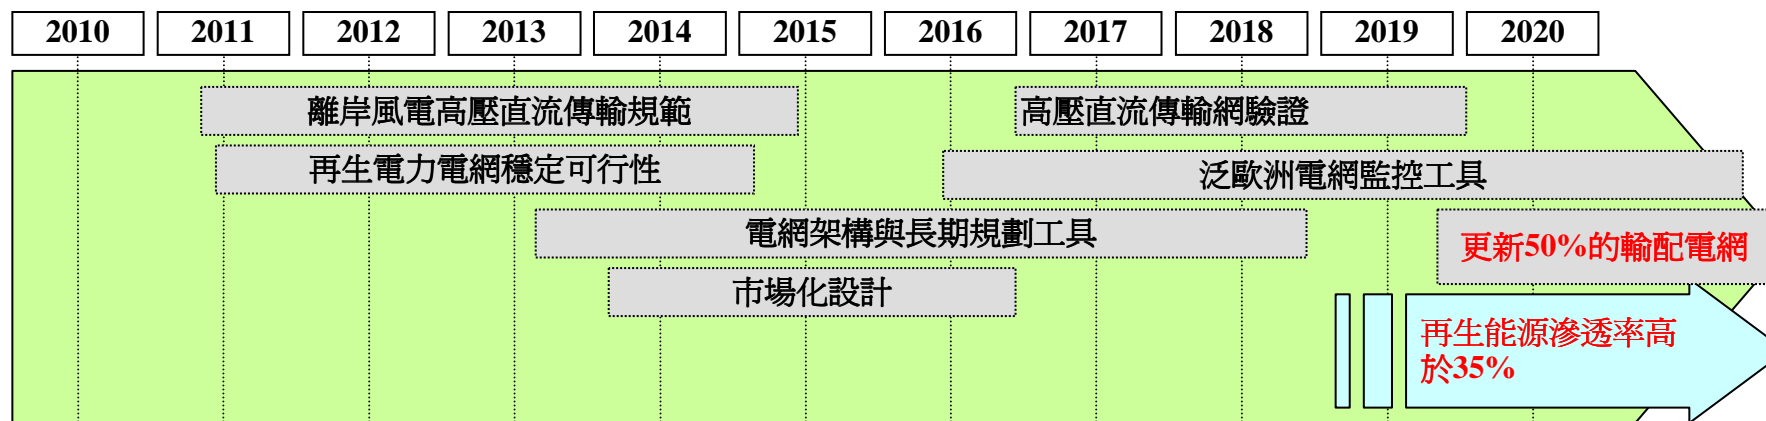 2010 2011 2012 2013 2014 2015 2016 2017 2018 2019 2020
離岸風電高壓直流傳輸規範
高壓直流傳輸網驗證
再生電力電網穩定可行性
泛歐洲電網監控工具
電網架構與長期規劃工具
更新50%的輸配電網
市場化設計
再生能源滲透率高
於35%